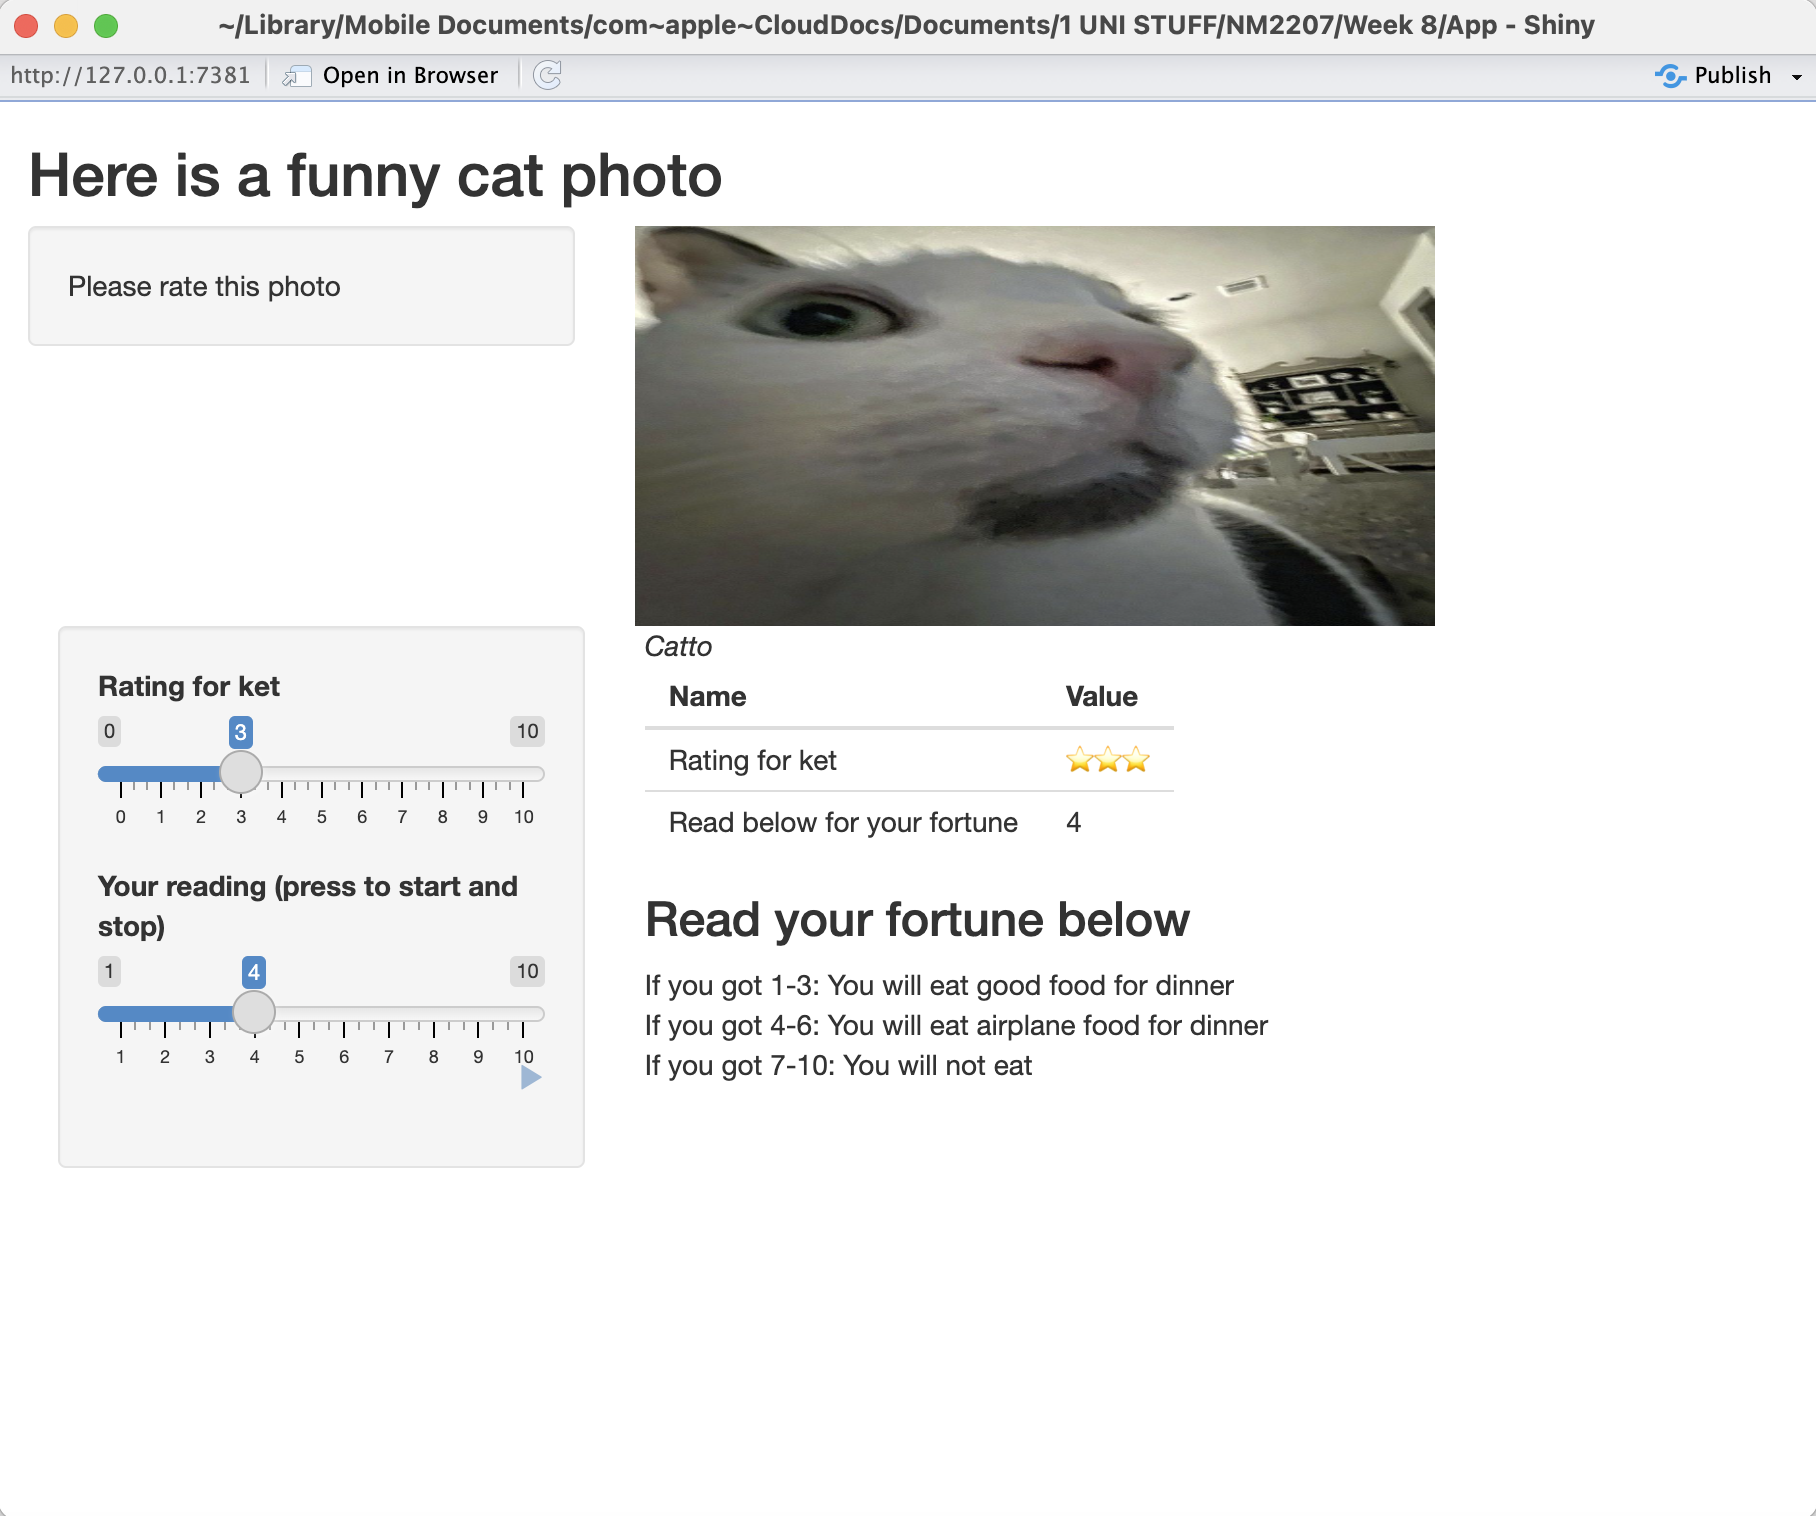 ~/Library/Mobile Documents/com~apple~CloudDocs/Documents/1 UNI STUFF/NM2207/Week 8/App - Shiny
http://127.0.0.1:7381 Open in Browser Publish
Here is a funny cat photo
Please rate this photo
Catto
Rating for ket
0 3 10
0 1 2 3 4 5 6 7 8 9 10
Your reading (press to start and
stop)
1 4 10
1 2 3 4 5 6 7 8 9 10
Name Value
Rating for ket ⭐⭐⭐
Read below for your fortune 4
Read your fortune below
If you got 1-3: You will eat good food for dinner
If you got 4-6: You will eat airplane food for dinner
If you got 7-10: You will not eat